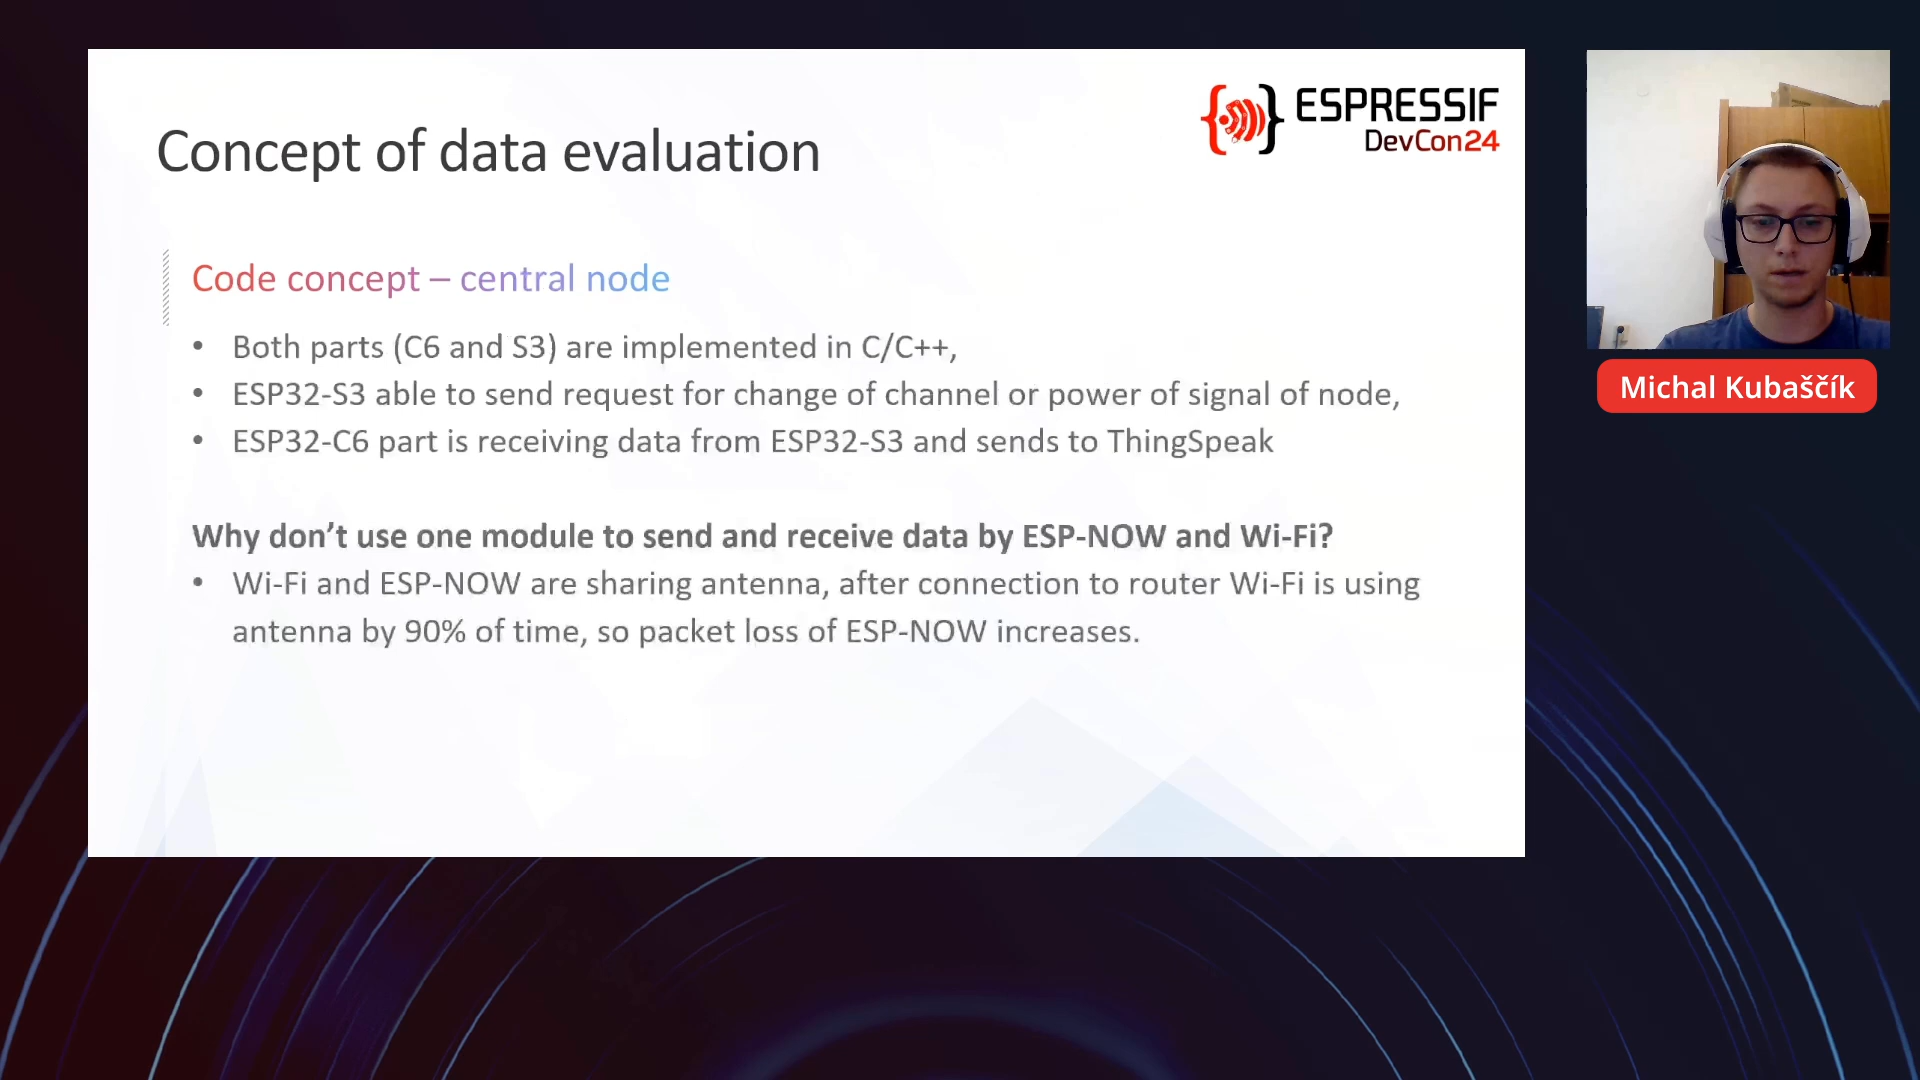 ESPRESSIF
DevCon24
Concept of data evaluation
Code concept – central node
• Both parts (C6 and S3) are implemented in C/C++,
• ESP32-S3 able to send request for change of channel or power of signal of node,
• ESP32-C6 part is receiving data from ESP32-S3 and sends to ThingSpeak
Why don’t use one module to send and receive data by ESP-NOW and Wi-Fi?
• Wi-Fi and ESP-NOW are sharing antenna, after connection to router Wi-Fi is using
antenna by 90% of time, so packet loss of ESP-NOW increases.
Michal Kubaščík